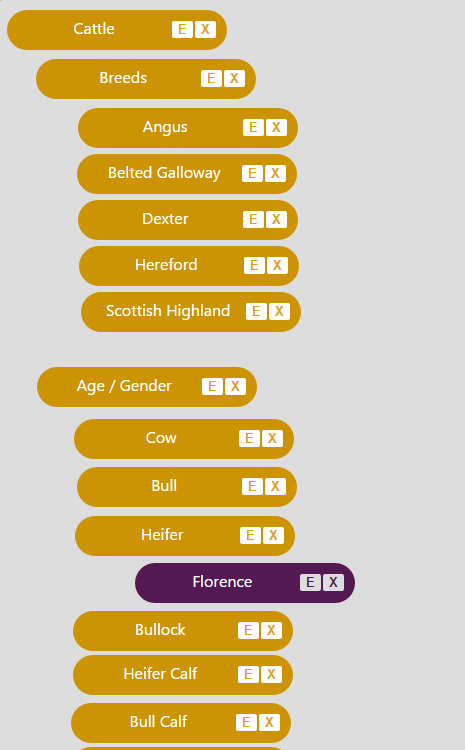 Cattle E X
Breeds E X
Angus E X
Belted Galloway E X
Dexter E X
Hereford E X
Scottish Highland E X
Age / Gender E X
Cow E X
Bull E X
Heifer E X
Florence E X
Bullock E X
Heifer Calf E X
Bull Calf E X